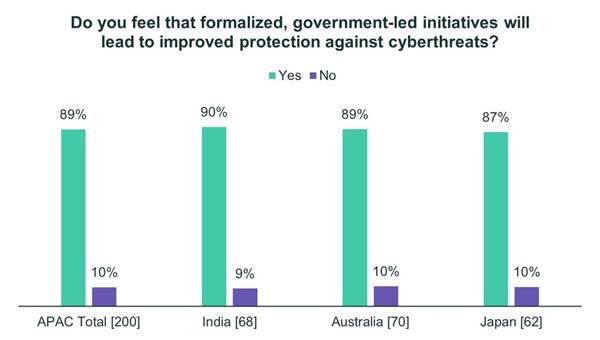 Do you feel that formalized, government-led initiatives will
lead to improved protection against cyberthreats?
Yes No
89% 90% 89% 87%
10% 9% 10% 10%
APAC Total [200] India [68] Australia [70] Japan [62]